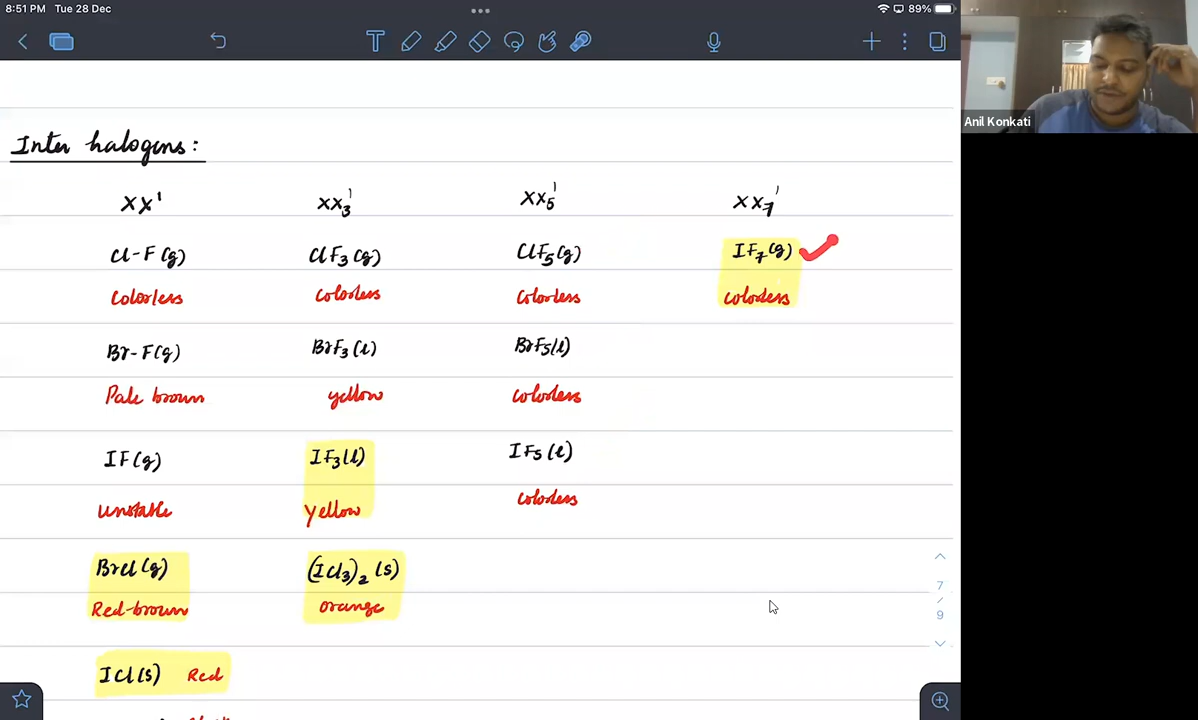 8:51 PM Tue 28 Dec
89%
Anil Konkati
Inter halogens:
XX' XX₃' XX₅' XX₇'
Cl-F(g) ClF₃(g) ClF₅(g) IF₇(g)
colorless colorless colorless colorless
Br-F(g) BrF₃(l) BrF₅(l)
Pale brown yellow colorless
IF(g) IF₃(l) IF₅(l)
unstable yellow colorless
BrCl(g) (ICl₃)₂(s)
Red-brown orange
ICl(s) Red
7
/
9